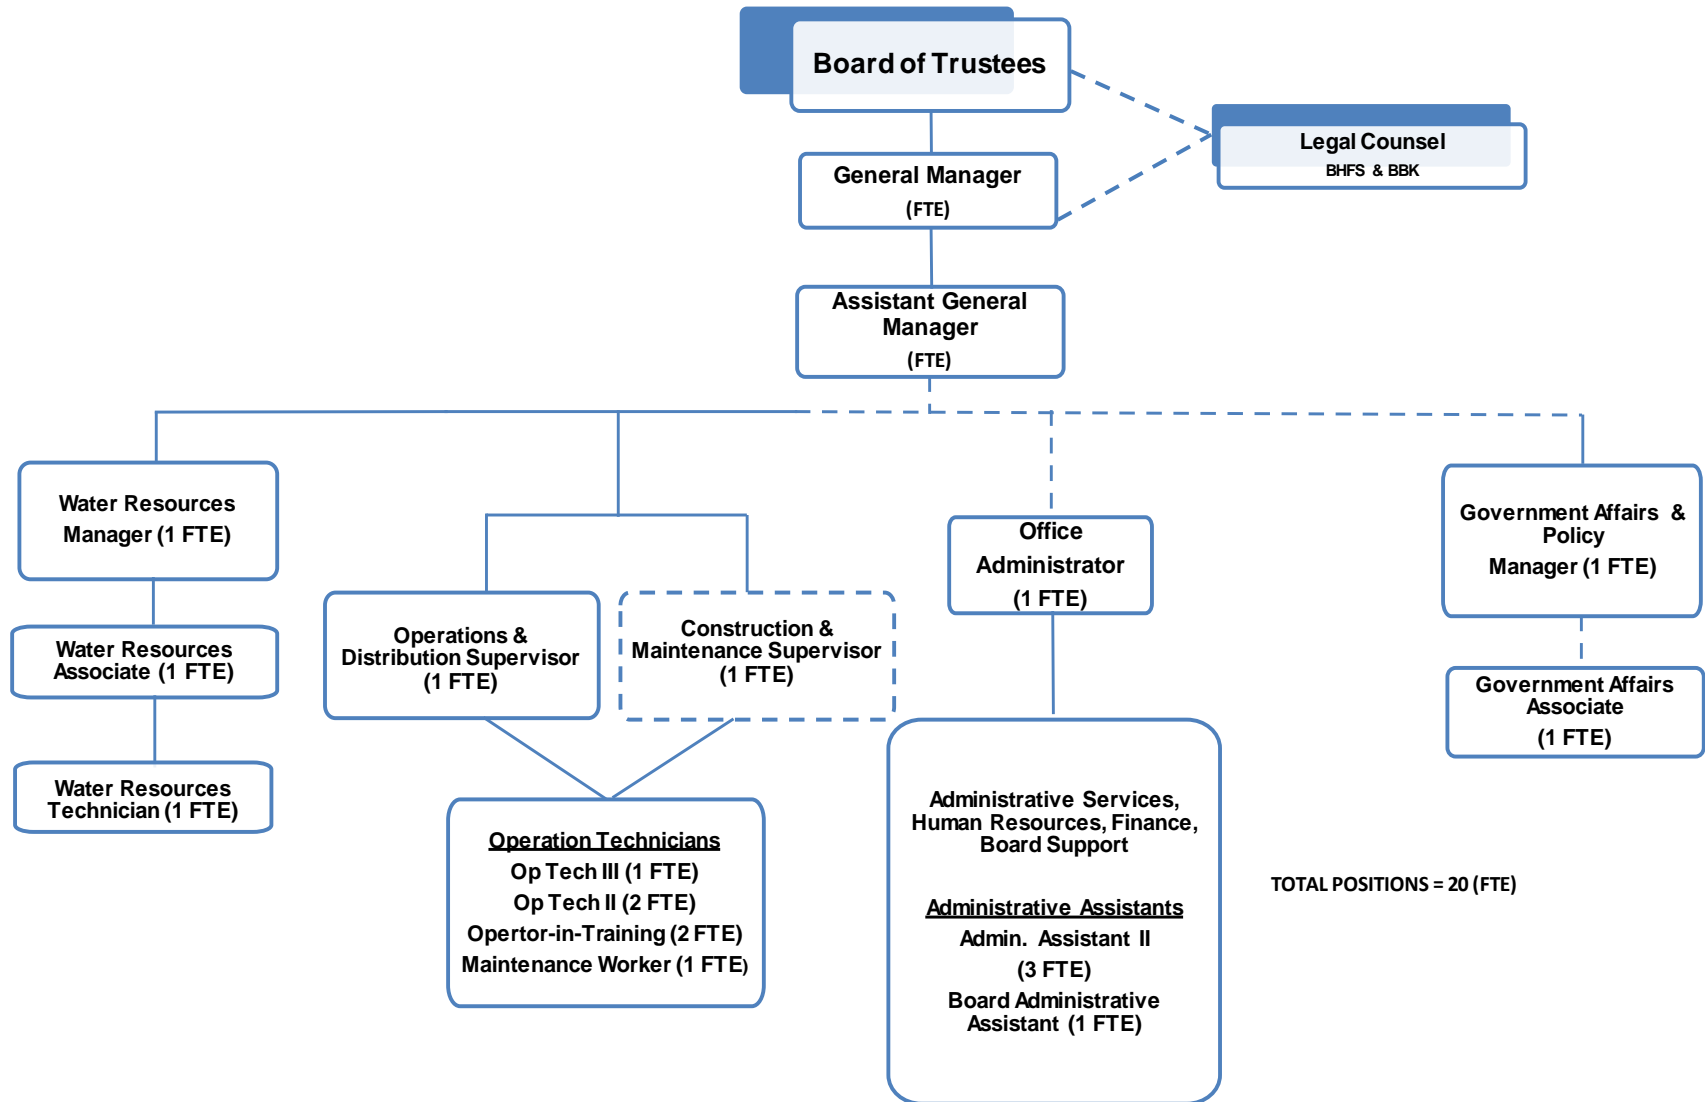 Board of Trustees
Legal Counsel
BHFS & BBK
General Manager
(FTE)
Assistant General
Manager
(FTE)
Water Resources
Manager (1 FTE)
Water Resources
Associate (1 FTE)
Water Resources
Technician (1 FTE)
Operations &
Distribution Supervisor
(1 FTE)
Construction &
Maintenance Supervisor
(1 FTE)
Operation Technicians
Op Tech III (1 FTE)
Op Tech II (2 FTE)
Opertor-in-Training (2 FTE)
Maintenance Worker (1 FTE)
Office
Administrator
(1 FTE)
Administrative Services,
Human Resources, Finance,
Board Support
Administrative Assistants
Admin. Assistant II
(3 FTE)
Board Administrative
Assistant (1 FTE)
Government Affairs &
Policy
Manager (1 FTE)
Government Affairs
Associate
(1 FTE)
TOTAL POSITIONS = 20 (FTE)